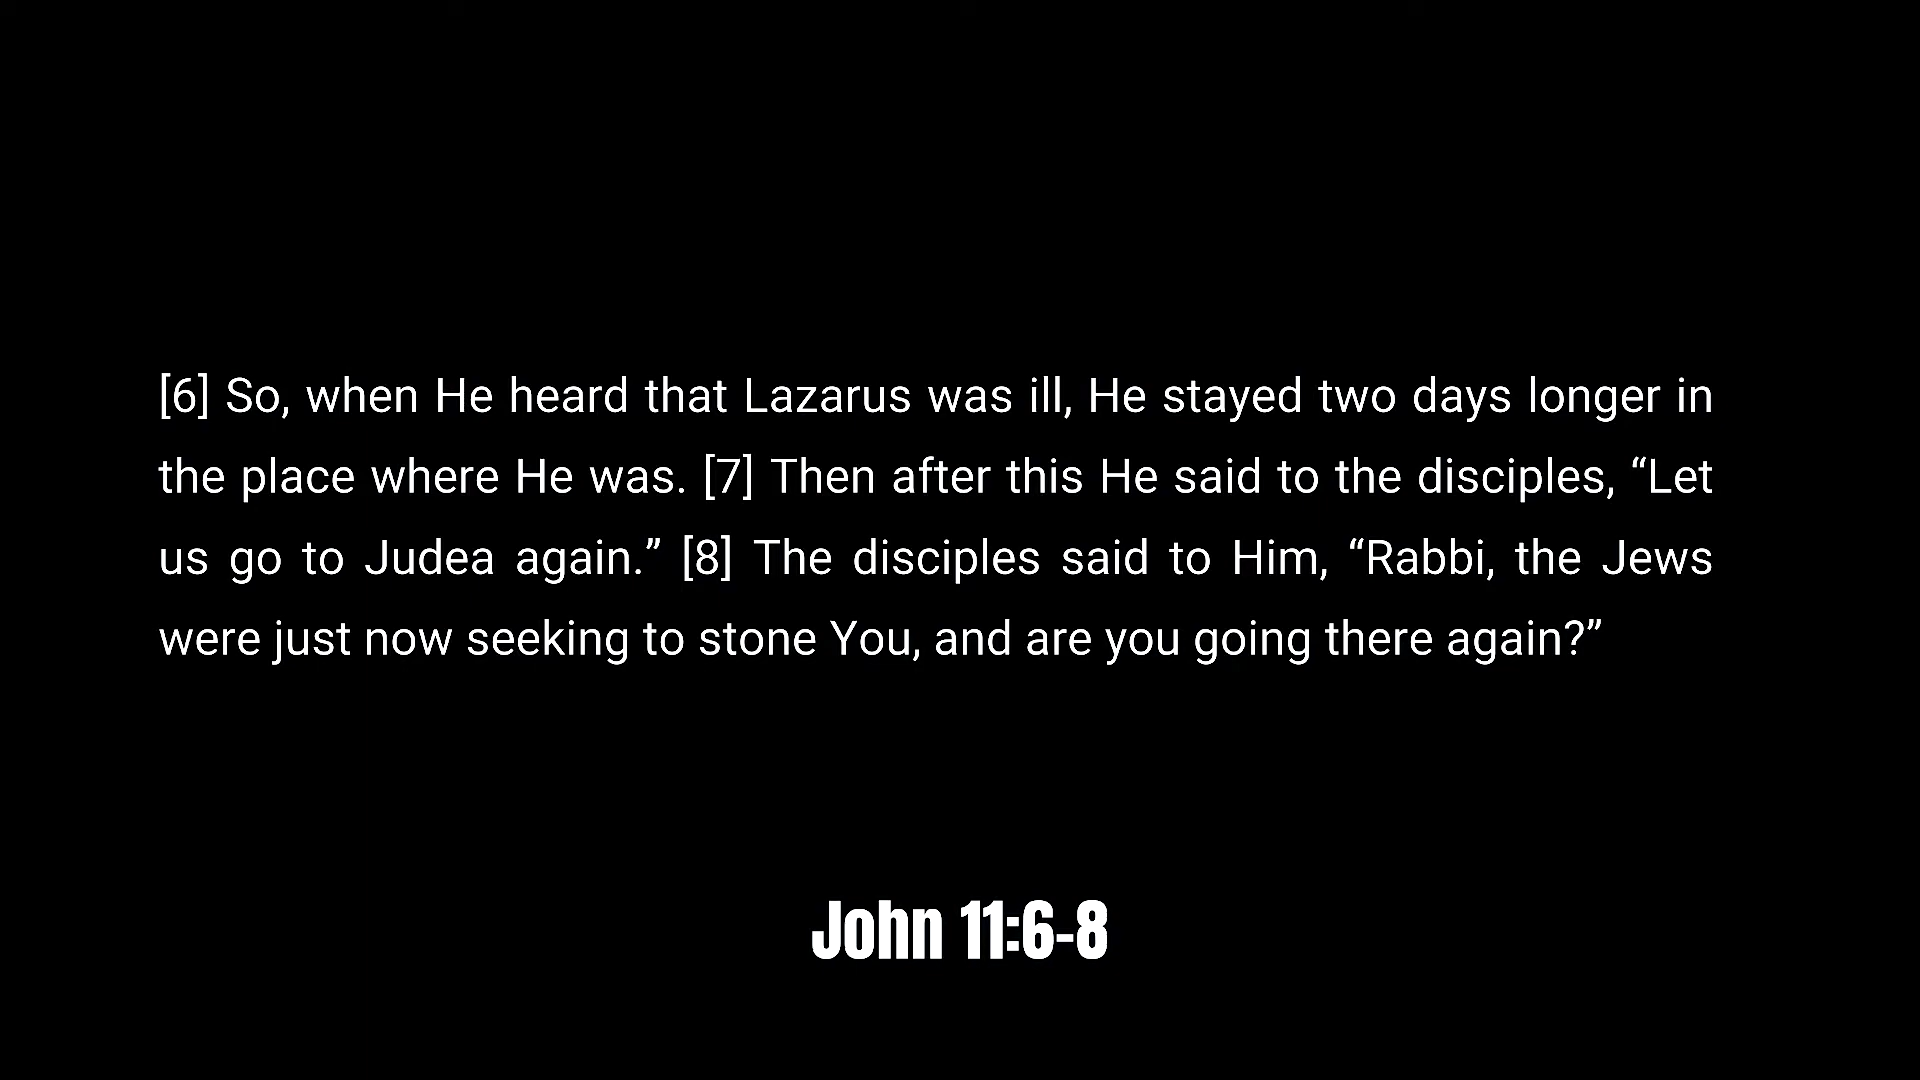 [6] So, when He heard that Lazarus was ill, He stayed two days longer in
the place where He was. [7] Then after this He said to the disciples, “Let
us go to Judea again.” [8] The disciples said to Him, “Rabbi, the Jews
were just now seeking to stone You, and are you going there again?”
John 11:6-8